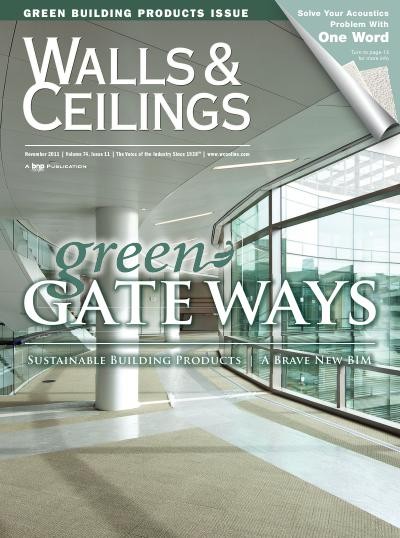 GREEN BUILDING PRODUCTS ISSUE
Solve Your Acoustics
Problem With
One Word
Turn to page 13
for more info
WALLS &
CEILINGS
November 2011 | Volume 74, Issue 11 | The Voice of the Industry Since 1938™ | www.wconline.com
A bnp PUBLICATION
green
GATE WAYS
SUSTAINABLE BUILDING PRODUCTS | A BRAVE NEW BIM